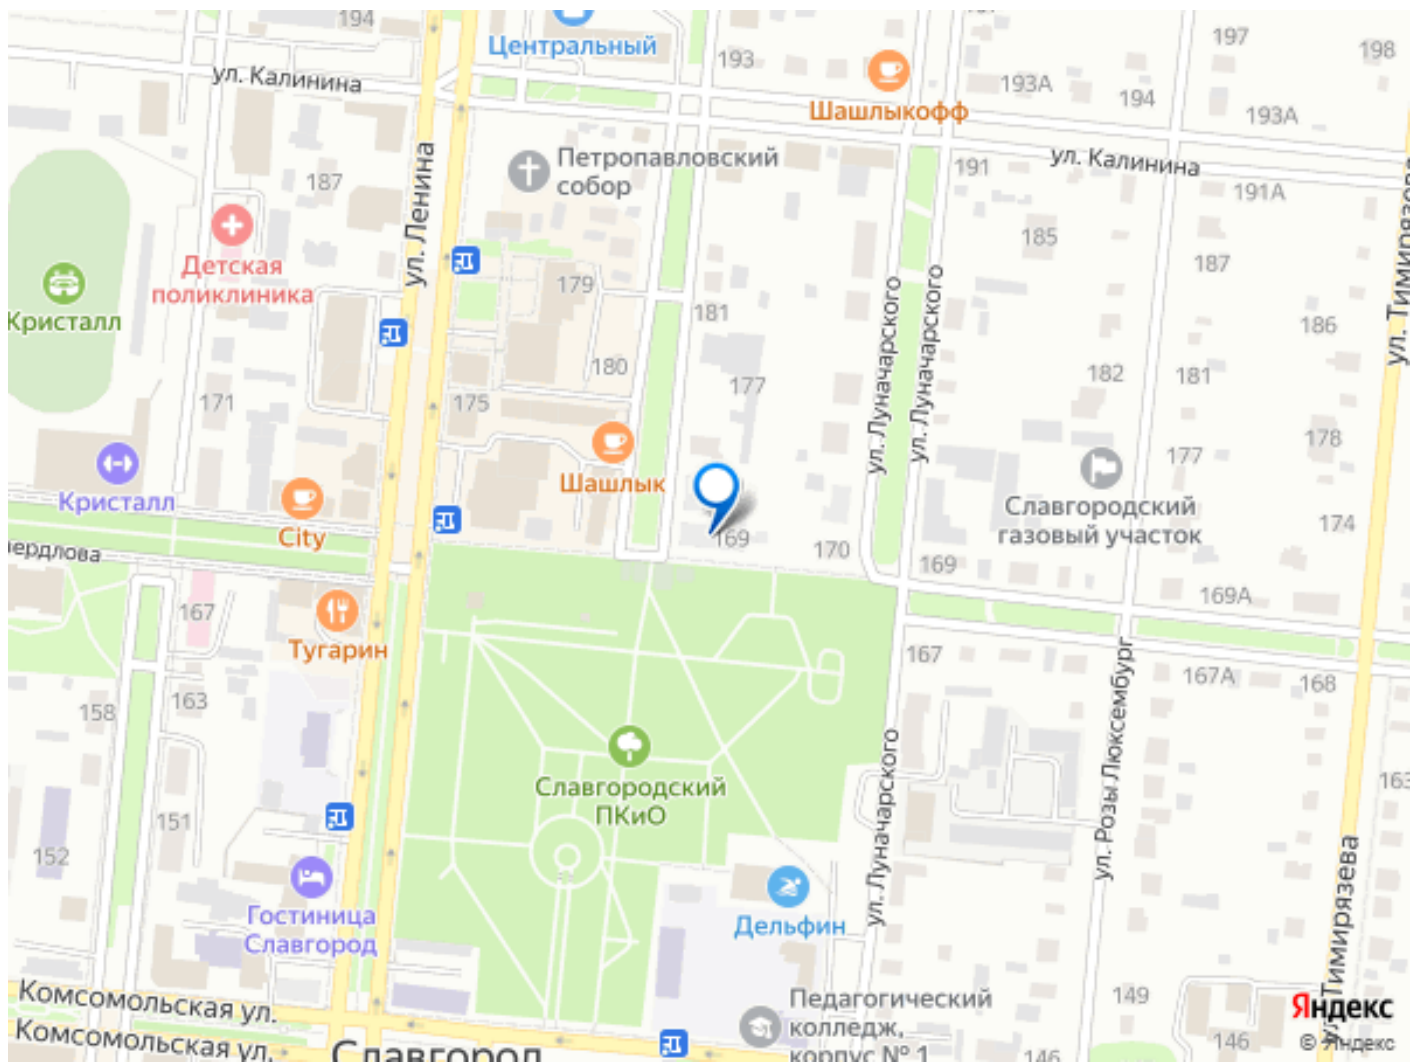 194
Центральный
193
197
198
ул. Калинина
193А
194
Шашлыкофф
193А
ул. Ленина
187
Петропавловский
собор
191
ул. Калинина
191А
ул. Тимирязева
Детская
поликлиника
Кристалл
179
181
185
187
186
ул. Луначарского
ул. Луначарского
180
177
182
181
171
175
178
177
Кристалл
Шашлык
City
Славгородский
газовый участок
174
169
170
169
169А
167
Тугарин
167
167А
168
163
158
163
Славгородский
ПКиО
ул. Луначарского
ул. Розы Люксембург
151
152
ул. Тимирязева
Гостиница
Славгород
Дельфин
Комсомольская ул.
Комсомольская ул.
Славгород
Педагогический
колледж,
корпус № 1
149
146
146
Яндекс
© Яндекс